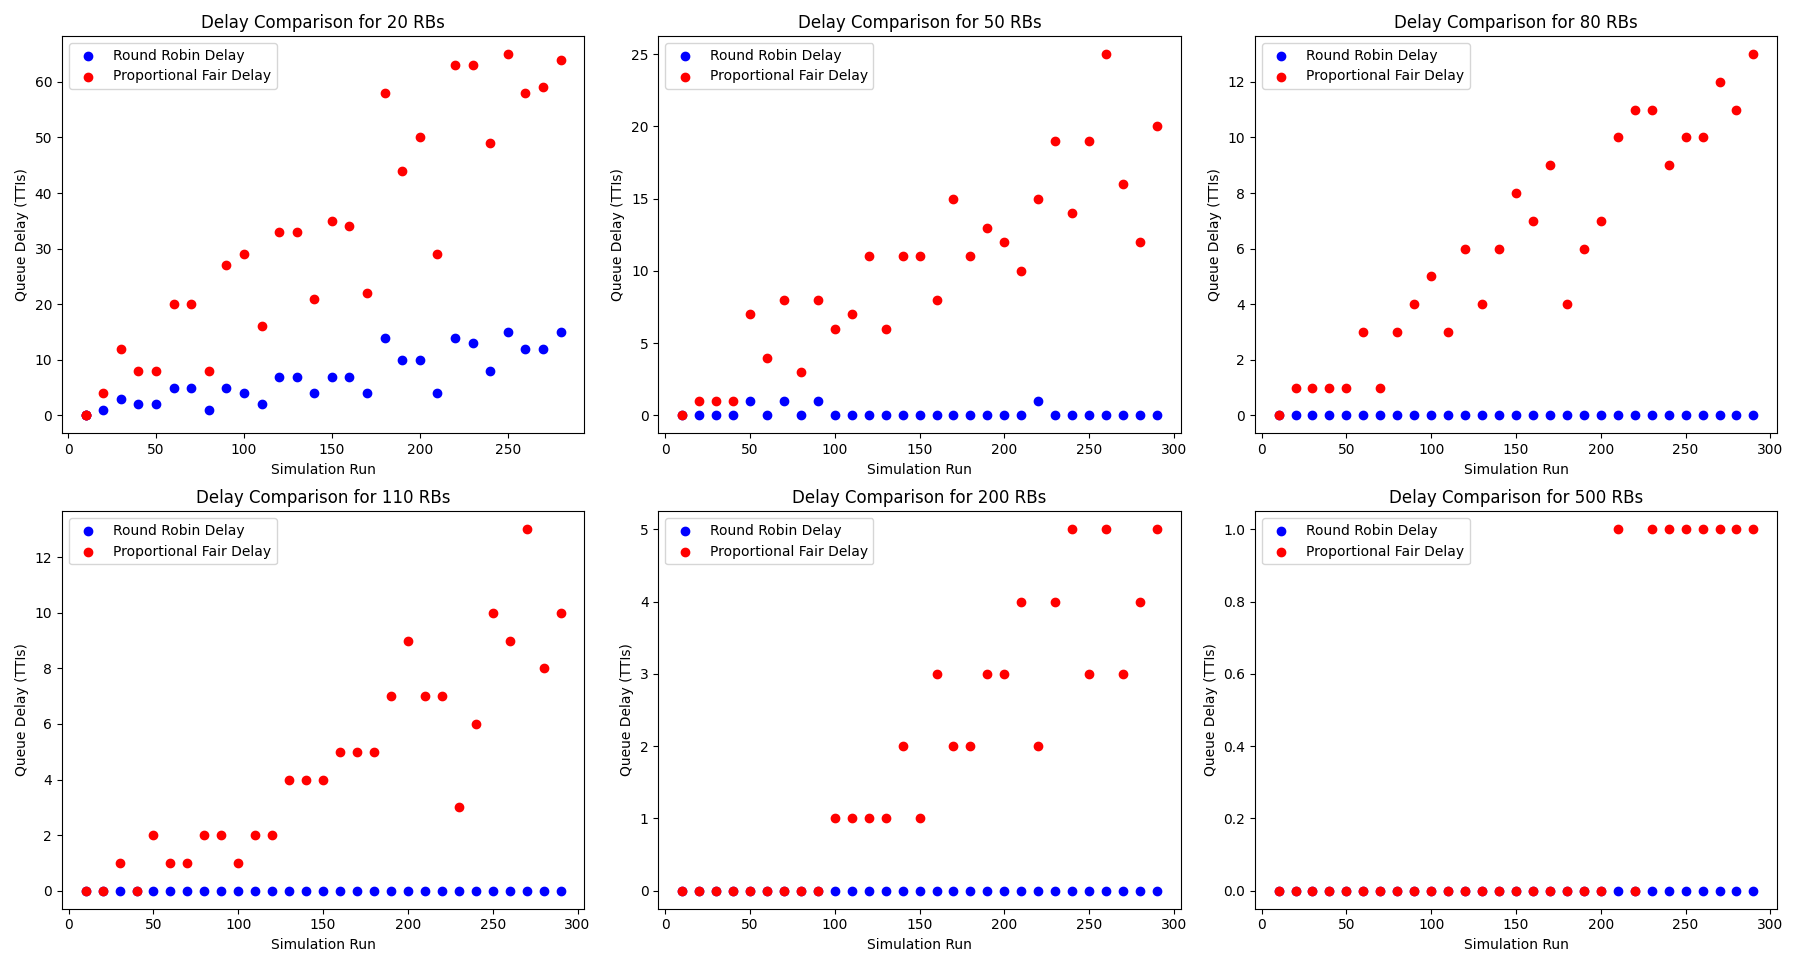 Delay Comparison for 20 RBs
Round Robin Delay
Proportional Fair Delay
Queue Delay (TTIs)
60
50
40
30
20
10
0
0 50 100 150 200 250
Simulation Run
Delay Comparison for 50 RBs
Round Robin Delay
Proportional Fair Delay
Queue Delay (TTIs)
25
20
15
10
5
0
0 50 100 150 200 250 300
Simulation Run
Delay Comparison for 80 RBs
Round Robin Delay
Proportional Fair Delay
Queue Delay (TTIs)
12
10
8
6
4
2
0
0 50 100 150 200 250 300
Simulation Run
Delay Comparison for 110 RBs
Round Robin Delay
Proportional Fair Delay
Queue Delay (TTIs)
12
10
8
6
4
2
0
0 50 100 150 200 250 300
Simulation Run
Delay Comparison for 200 RBs
Round Robin Delay
Proportional Fair Delay
Queue Delay (TTIs)
5
4
3
2
1
0
0 50 100 150 200 250 300
Simulation Run
Delay Comparison for 500 RBs
Round Robin Delay
Proportional Fair Delay
Queue Delay (TTIs)
1.0
0.8
0.6
0.4
0.2
0.0
0 50 100 150 200 250 300
Simulation Run